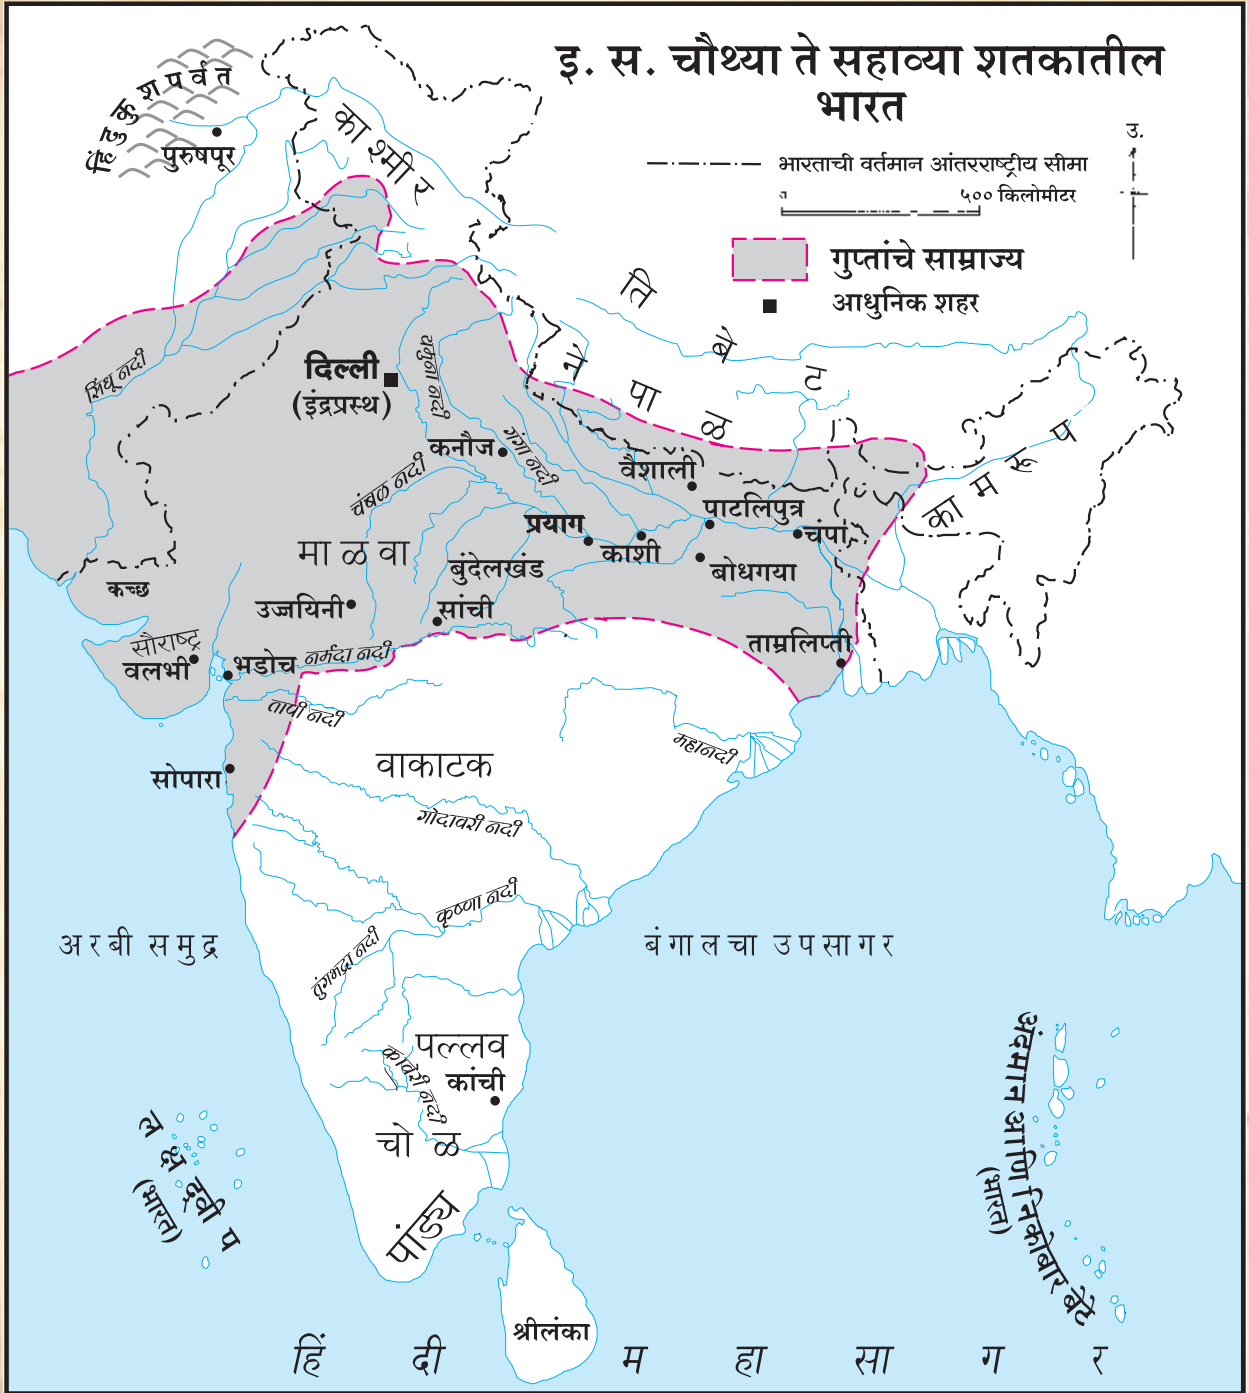 इ. स. चौथ्या ते सहाव्या शतकातील
भारत
उ.
भारताची वर्तमान आंतरराष्ट्रीय सीमा
० ५०० किलोमीटर
गुप्तांचे साम्राज्य
आधुनिक शहर
हिंदुकुश पर्वत
पुरुषपूर
काश्मीर
तिबेट
नेपाळ
कामरूप
सिंधू नदी
दिल्ली
(इंद्रप्रस्थ)
यमुना नदी
कनौज
गंगा नदी
चंबळ नदी
वैशाली
पाटलिपुत्र
प्रयाग
काशी
चंपा
बोधगया
माळवा
बुंदेलखंड
कच्छ
उज्जयिनी
सांची
सौराष्ट्र
वलभी
भडोच
नर्मदा नदी
ताम्रलिप्ती
तापी नदी
महानदी
सोपारा
वाकाटक
गोदावरी नदी
कृष्णा नदी
अरबी समुद्र
बंगालचा उपसागर
तुंगभद्रा नदी
पल्लव
कांची
कावेरी नदी
चोळ
पांड्य
लक्षद्वीप
(भारत)
अंदमान आणि निकोबार बेटे
(भारत)
श्रीलंका
हिंदी महासागर